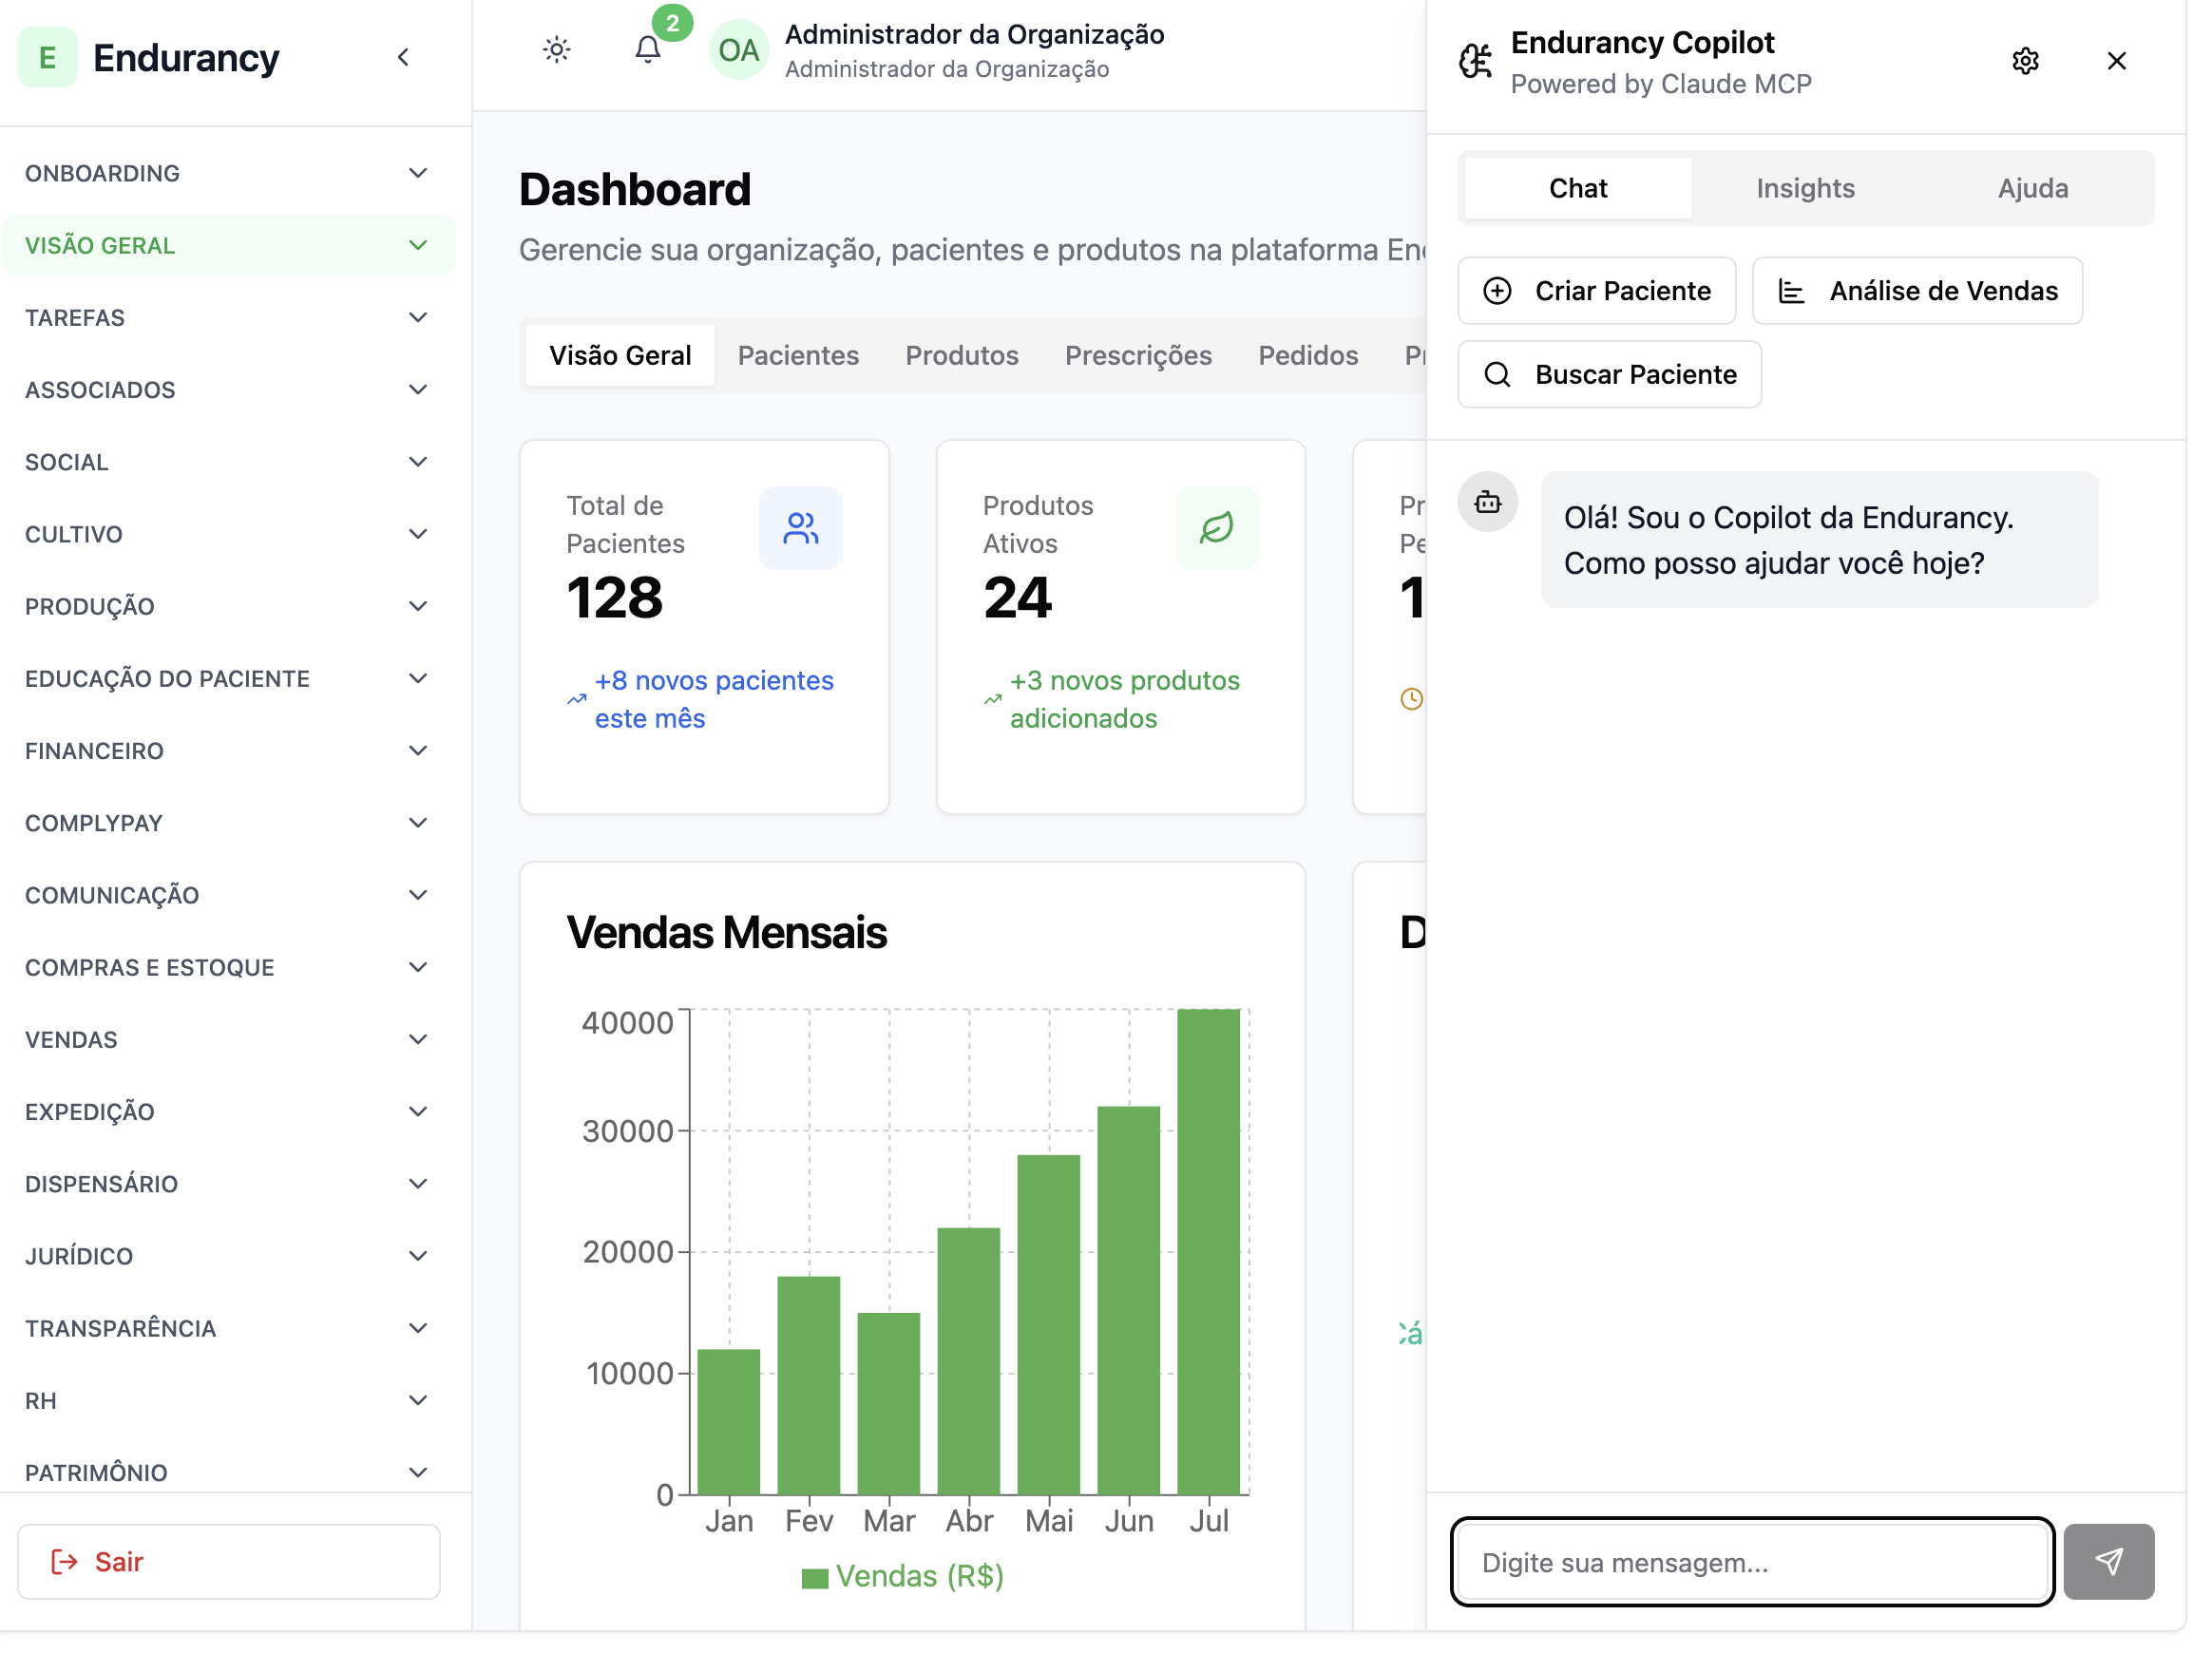 E Endurancy
ONBOARDING
VISÃO GERAL
TAREFAS
ASSOCIADOS
SOCIAL
CULTIVO
PRODUÇÃO
EDUCAÇÃO DO PACIENTE
FINANCEIRO
COMPLYPAY
COMUNICAÇÃO
COMPRAS E ESTOQUE
VENDAS
EXPEDIÇÃO
DISPENSÁRIO
JURÍDICO
TRANSPARÊNCIA
RH
PATRIMÔNIO
Sair
2
OA
Administrador da Organização
Administrador da Organização
Dashboard
Gerencie sua organização, pacientes e produtos na plataforma
Visão Geral Pacientes Produtos Prescrições Pedidos
Total de
Pacientes
128
+8 novos pacientes
este mês
Produtos
Ativos
24
+3 novos produtos
adicionados
Vendas Mensais
40000
30000
20000
10000
0
Jan Fev Mar Abr Mai Jun Jul
Vendas (R$)
Endurancy Copilot
Powered by Claude MCP
Chat Insights Ajuda
Criar Paciente Análise de Vendas
Buscar Paciente
Olá! Sou o Copilot da Endurancy.
Como posso ajudar você hoje?
Digite sua mensagem...